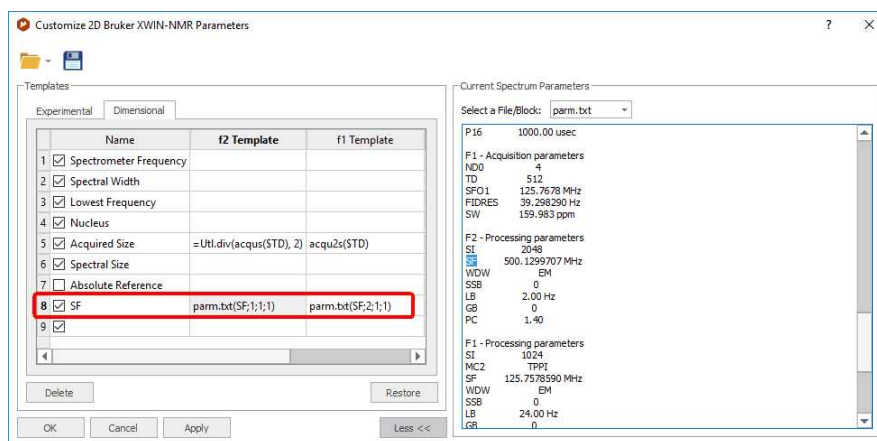 Customize 2D Bruker XWIN-NMR Parameters ? X
Templates
Experimental Dimensional
Name f2 Template f1 Template
1 Spectrometer Frequency
2 Spectral Width
3 Lowest Frequency
4 Nucleus
5 Acquired Size =Utl.div(acqus($TD), 2) acqu2s($TD)
6 Spectral Size
7 Absolute Reference
8 SF parm.txt(SF;1;1;1) parm.txt(SF;2;1;1)
9
Delete Restore
OK Cancel Apply Less <<
Current Spectrum Parameters
Select a File/Block: parm.txt
P16 1000.00 usec
F1 - Acquisition parameters
ND0 4
TD 512
SFO1 125.7678 MHz
FIDRES 39.298290 Hz
SW 159.983 ppm
F2 - Processing parameters
SI 2048
SF 500.1299707 MHz
WDW EM
SSB 0
LB 2.00 Hz
GB 0
PC 1.40
F1 - Processing parameters
SI 1024
MC2 TPPI
SF 125.7578590 MHz
WDW EM
SSB 0
LB 24.00 Hz
GB 0